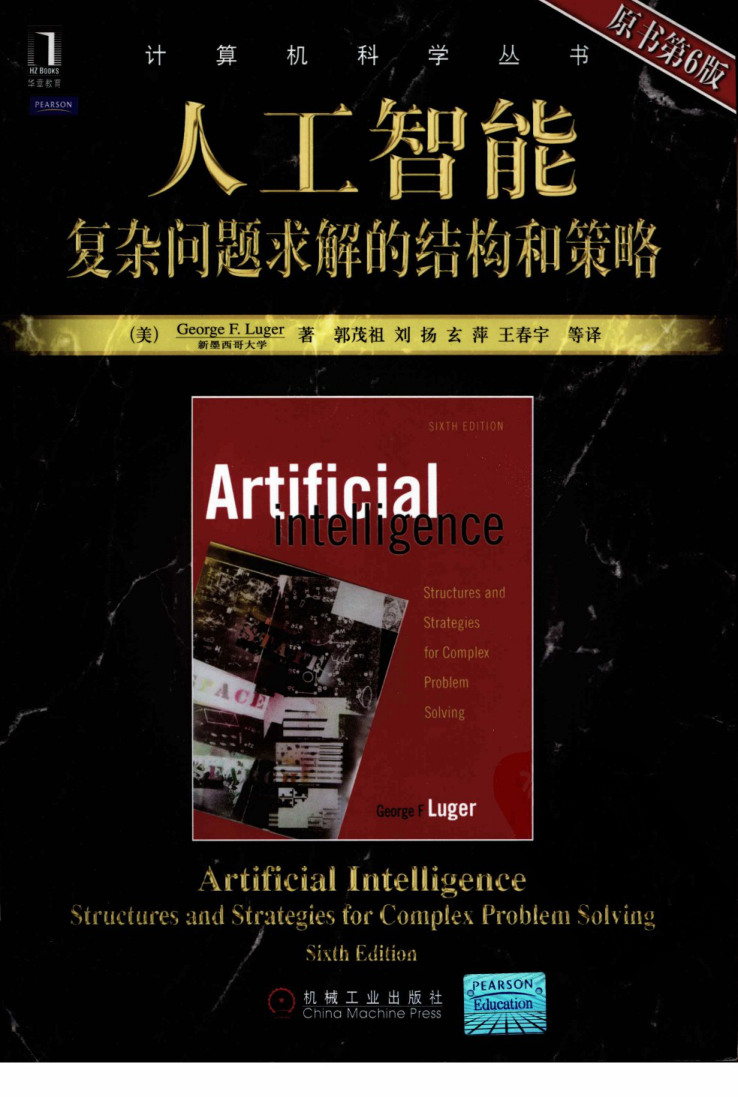 原书第6版
HZ BOOKS
华章教育
PEARSON
计算机科学丛书
人工智能
复杂问题求解的结构和策略
(美) George F. Luger 著 郭茂祖 刘扬 玄萍 王春宇 等译
新墨西哥大学
SIXTH EDITION
Artificial
intelligence
Structures and
Strategies
for Complex
Problem
Solving
SPACE
George F Luger
Artificial Intelligence
Structures and Strategies for Complex Problem Solving
Sixth Edition
机械工业出版社
China Machine Press
PEARSON
Education